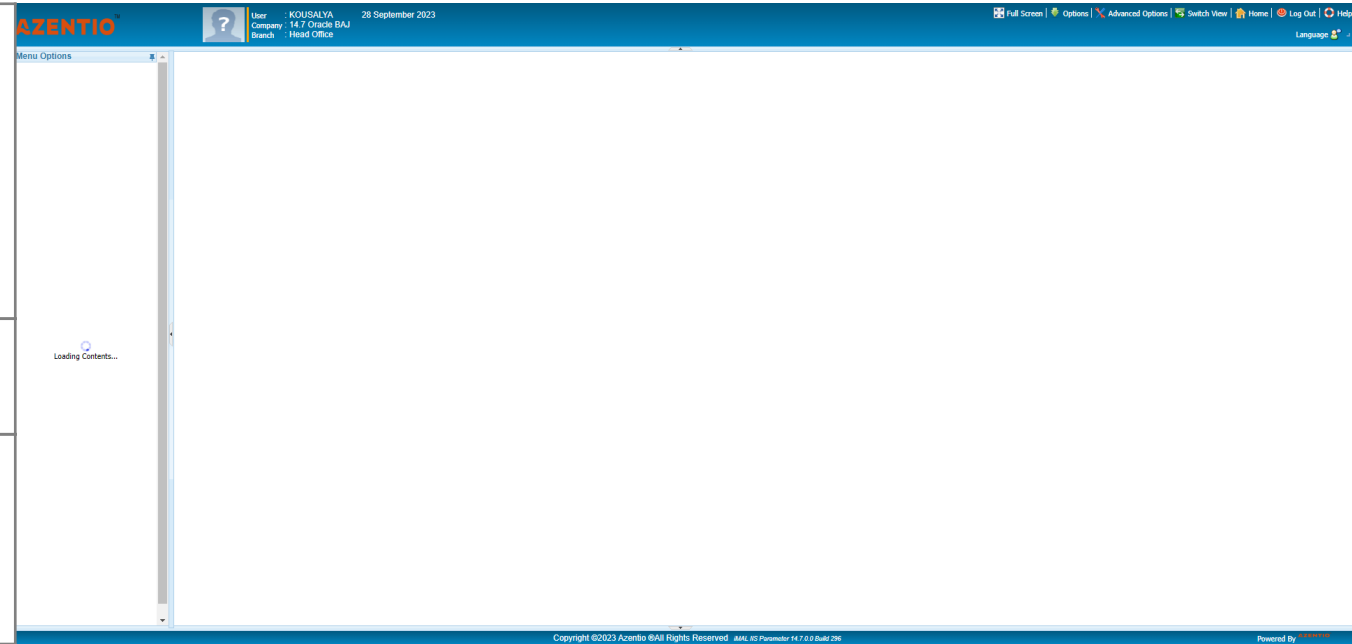 AZENTIO
User : KOUSALYA 28 September 2023
Company : 14.7 Oracle BAJ
Branch : Head Office
Full Screen | Options | Advanced Options | Switch View | Home | Log Out | Help
Language
Menu Options
?
Loading Contents...
Copyright ©2023 Azentio ®All Rights Reserved iMAL IIS Parameter 14.7.0.0 Build 296
Powered By AZENTIO